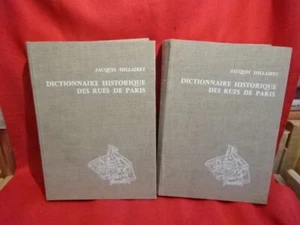 JACQUES HILLAIRET
DICTIONNAIRE HISTORIQUE
DES RUES DE PARIS
JACQUES HILLAIRET
DICTIONNAIRE HISTORIQUE
DES RUES DE PARIS